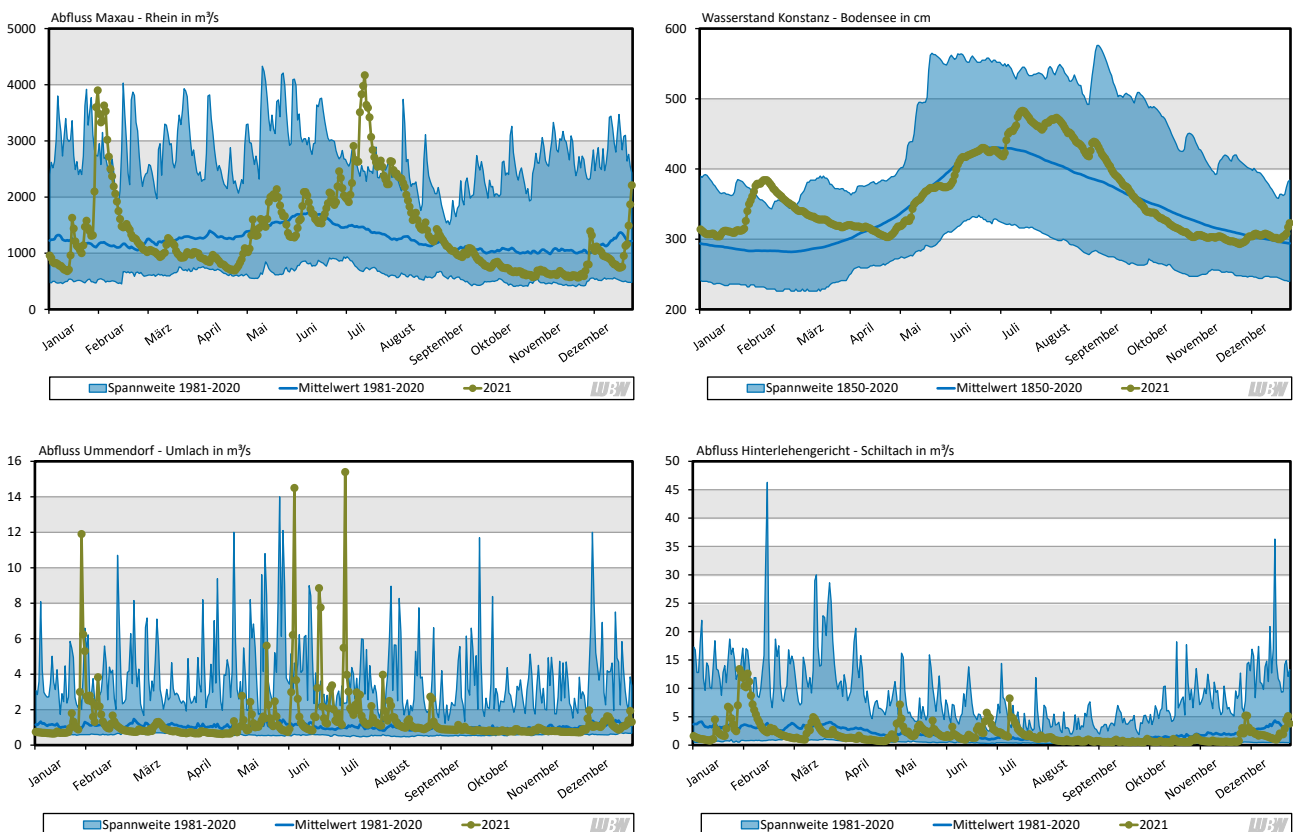 Abfluss Maxau - Rhein in m³/s
5000
4000
3000
2000
1000
0
Januar Februar März April Mai Juni Juli August September Oktober November Dezember
Spannweite 1981-2020 Mittelwert 1981-2020 2021 LUBW
Wasserstand Konstanz - Bodensee in cm
600
500
400
300
200
Januar Februar März April Mai Juni Juli August September Oktober November Dezember
Spannweite 1850-2020 Mittelwert 1850-2020 2021 LUBW
Abfluss Ummendorf - Umlach in m³/s
16
14
12
10
8
6
4
2
0
Januar Februar März April Mai Juni Juli August September Oktober November Dezember
Spannweite 1981-2020 Mittelwert 1981-2020 2021 LUBW
Abfluss Hinterlehengericht - Schiltach in m³/s
50
45
40
35
30
25
20
15
10
5
0
Januar Februar März April Mai Juni Juli August September Oktober November Dezember
Spannweite 1981-2020 Mittelwert 1981-2020 2021 LUBW